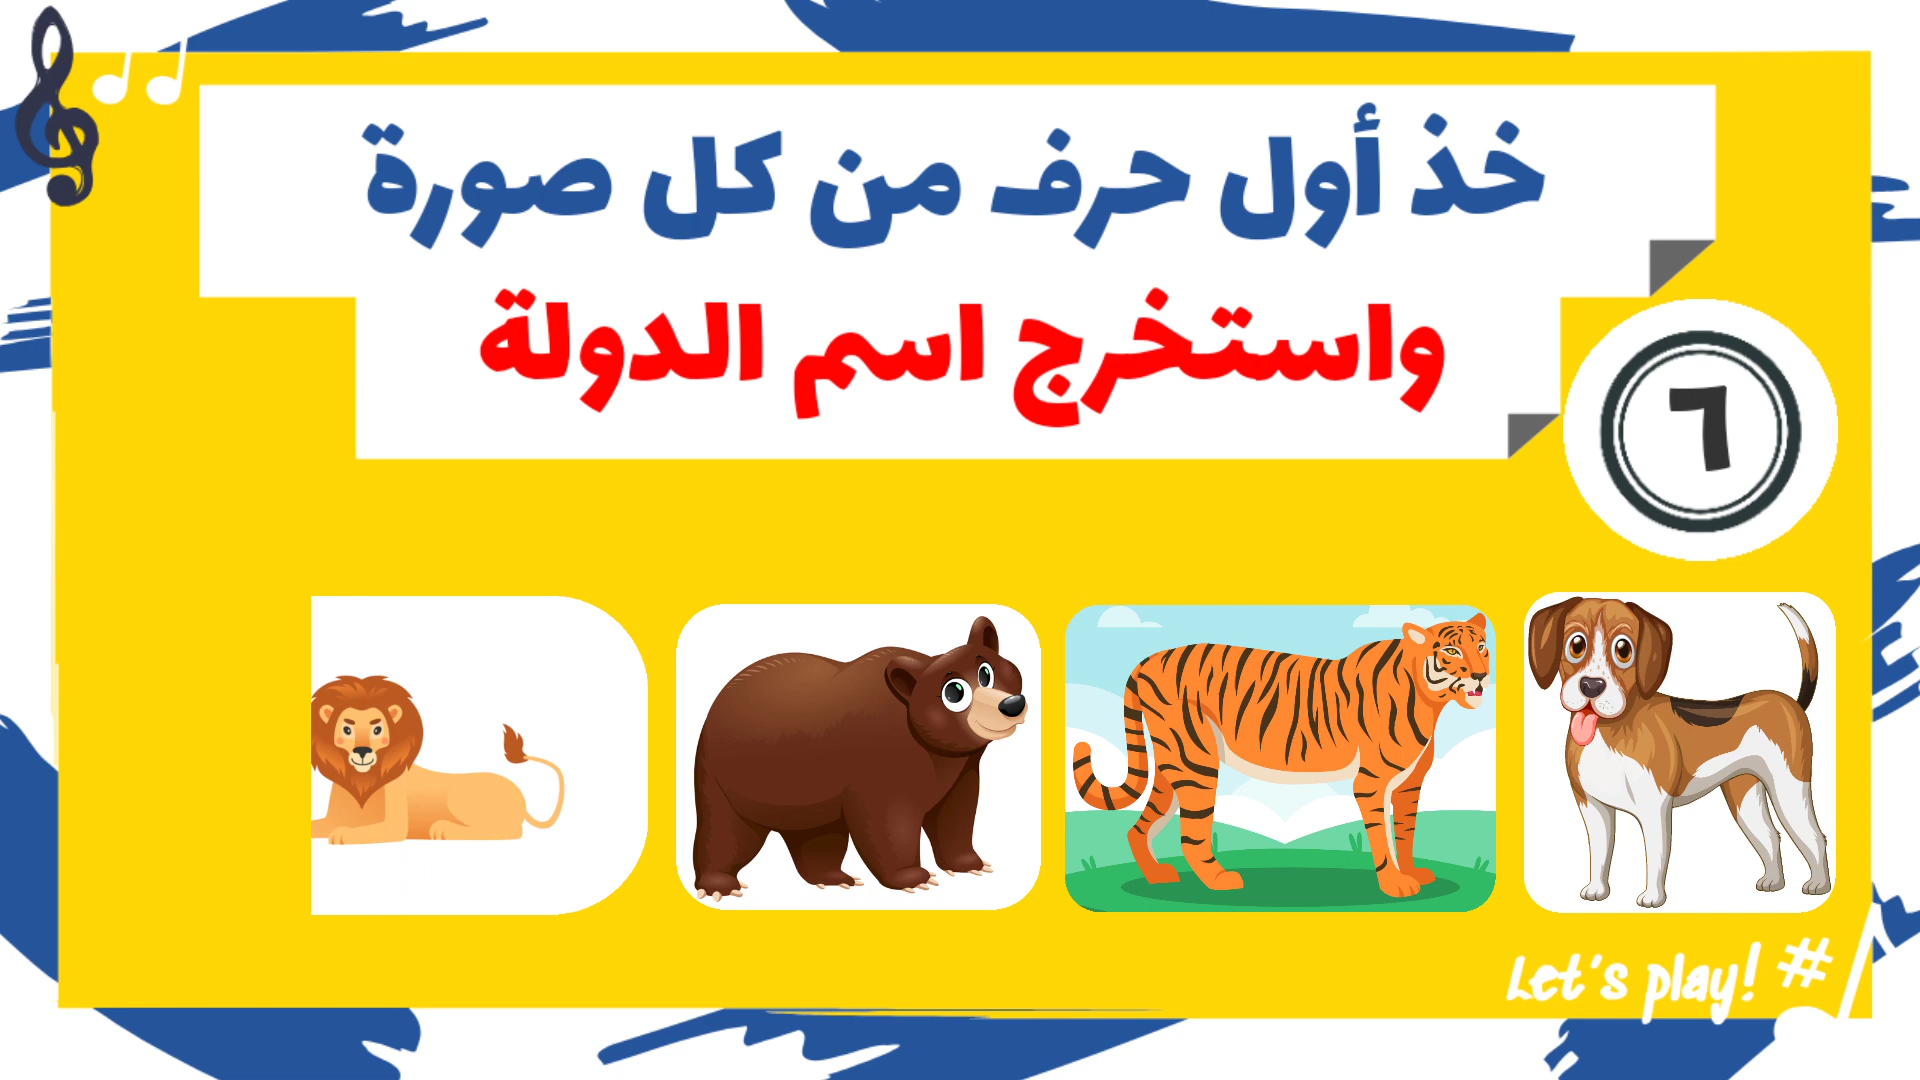 خذ أول حرف من كل صورة
واستخرج اسم الدولة
٦
Let's play! #